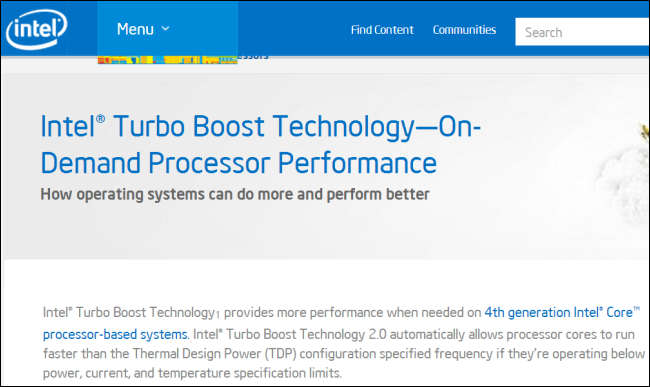 intel Menu Find Content Communities Search
Intel® Turbo Boost Technology—On-
Demand Processor Performance
How operating systems can do more and perform better
Intel® Turbo Boost Technology1 provides more performance when needed on 4th generation Intel® Core™
processor-based systems. Intel® Turbo Boost Technology 2.0 automatically allows processor cores to run
faster than the Thermal Design Power (TDP) configuration specified frequency if they're operating below
power, current, and temperature specification limits.